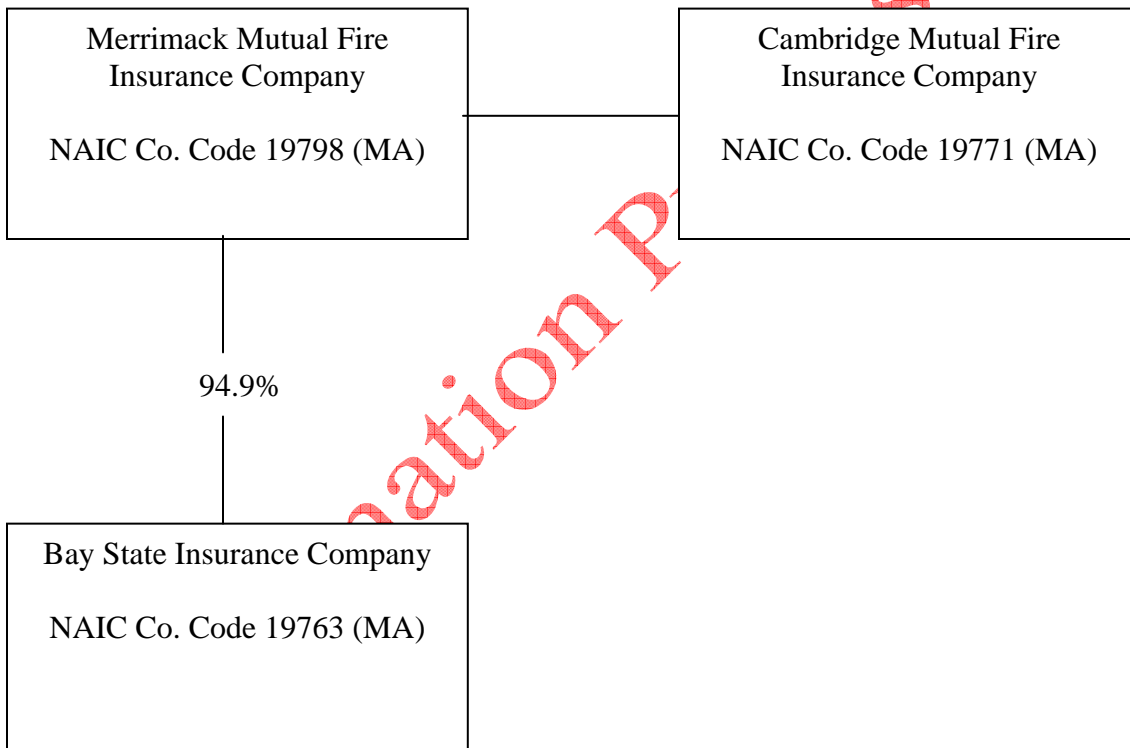 Merrimack Mutual Fire
Insurance Company
NAIC Co. Code 19798 (MA)
Cambridge Mutual Fire
Insurance Company
NAIC Co. Code 19771 (MA)
94.9%
Bay State Insurance Company
NAIC Co. Code 19763 (MA)